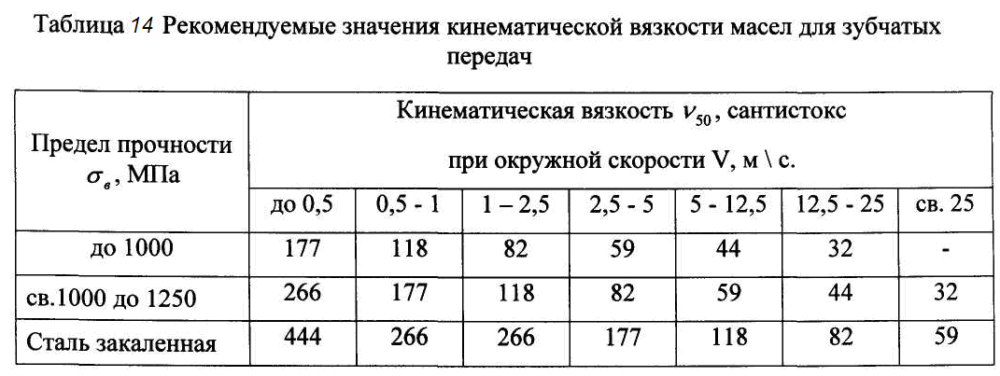 Таблица 14 Рекомендуемые значения кинематической вязкости масел для зубчатых
передач
Предел прочности
σв, МПа
Кинематическая вязкость ν50, сантистокс
при окружной скорости V, м \ с.
до 0,5 0,5 - 1 1 – 2,5 2,5 - 5 5 - 12,5 12,5 - 25 св. 25
до 1000 177 118 82 59 44 32 -
св.1000 до 1250 266 177 118 82 59 44 32
Сталь закаленная 444 266 266 177 118 82 59